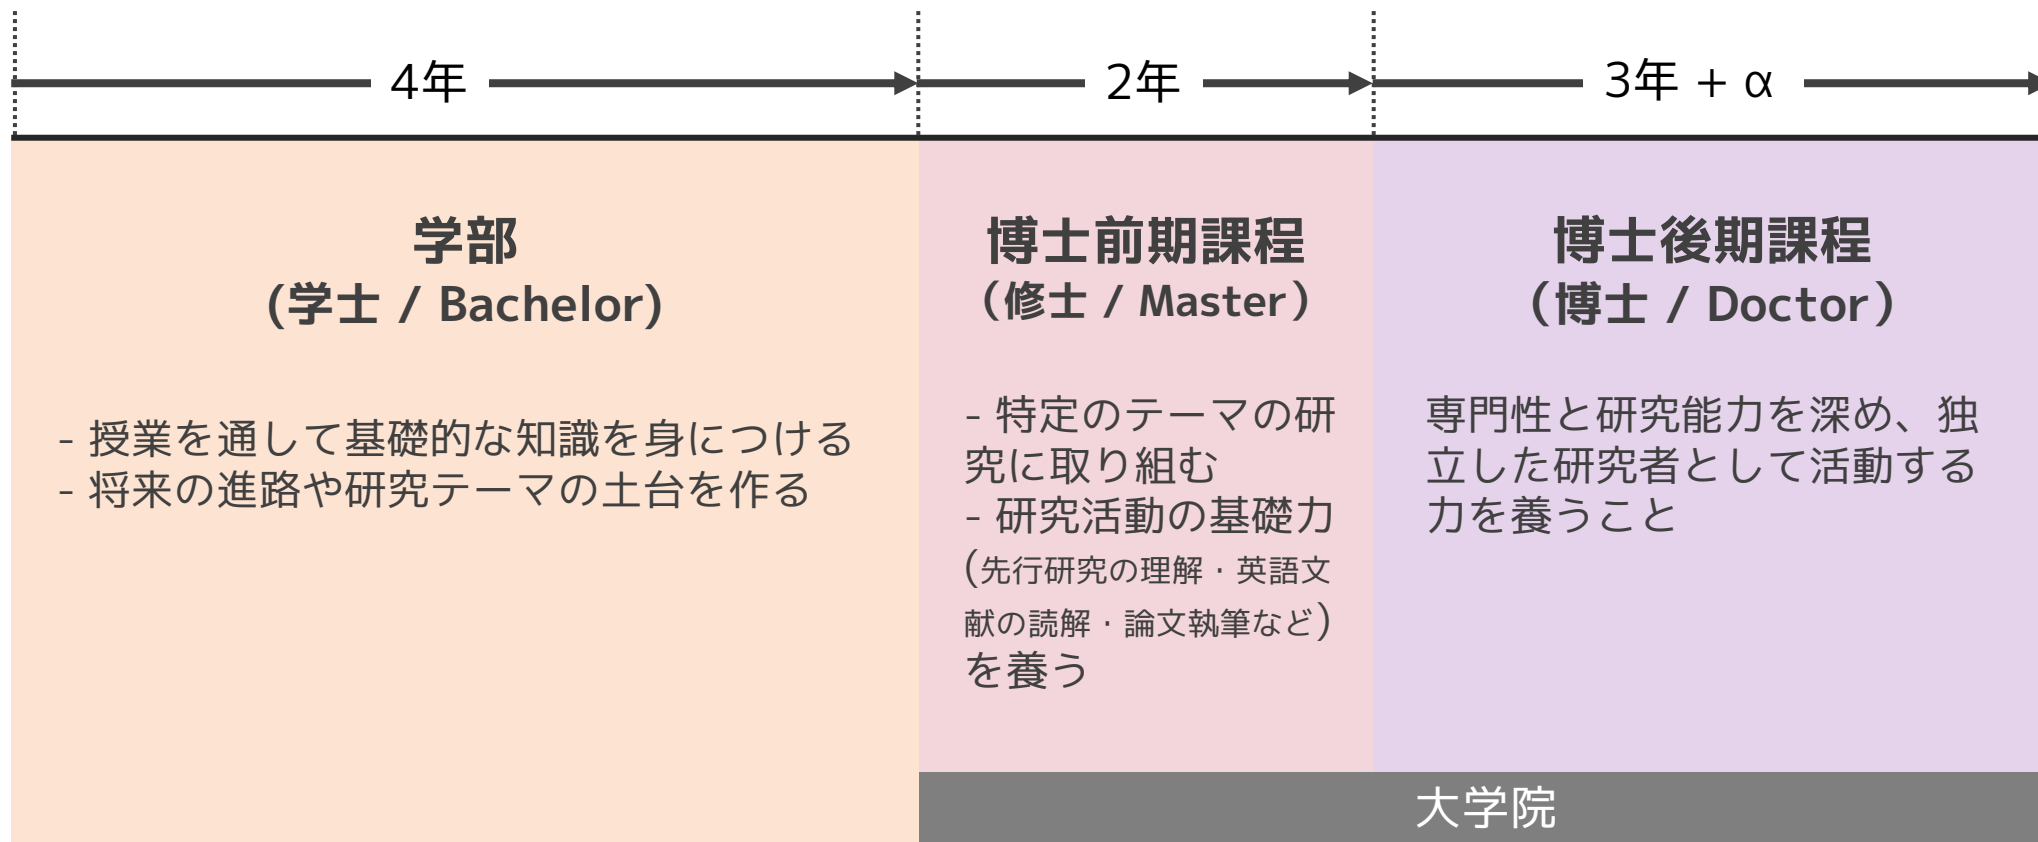 4年
2年
3年 + α
学部
(学士 / Bachelor)
- 授業を通して基礎的な知識を身につける
- 将来の進路や研究テーマの土台を作る
博士前期課程
(修士 / Master)
- 特定のテーマの研
究に取り組む
- 研究活動の基礎力
(先行研究の理解・英語文
献の読解・論文執筆など)
を養う
博士後期課程
(博士 / Doctor)
専門性と研究能力を深め、独
立した研究者として活動する
力を養うこと
大学院